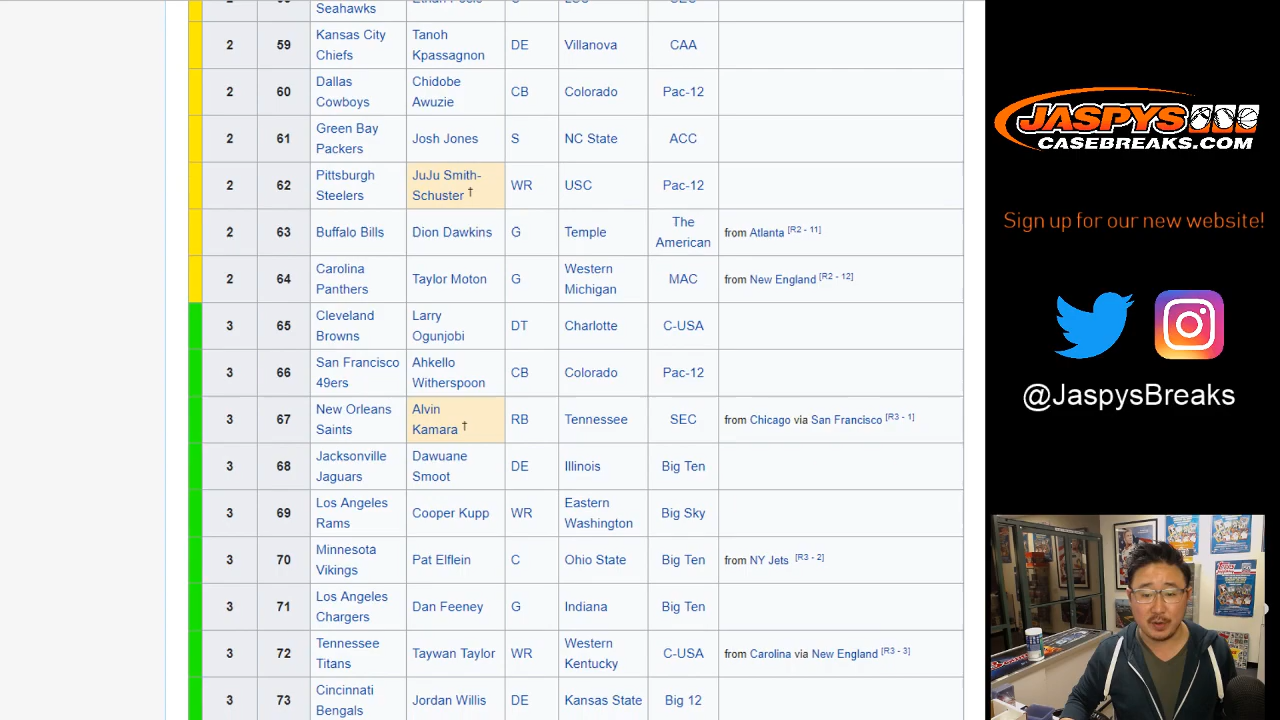 Seahawks
2 59 Kansas City Chiefs Tanoh Kpassagnon DE Villanova CAA
2 60 Dallas Cowboys Chidobe Awuzie CB Colorado Pac-12
2 61 Green Bay Packers Josh Jones S NC State ACC
2 62 Pittsburgh Steelers JuJu Smith-Schuster † WR USC Pac-12
2 63 Buffalo Bills Dion Dawkins G Temple The American from Atlanta [R2 - 11]
2 64 Carolina Panthers Taylor Moton G Western Michigan MAC from New England [R2 - 12]
3 65 Cleveland Browns Larry Ogunjobi DT Charlotte C-USA
3 66 San Francisco 49ers Ahkello Witherspoon CB Colorado Pac-12
3 67 New Orleans Saints Alvin Kamara † RB Tennessee SEC from Chicago via San Francisco [R3 - 1]
3 68 Jacksonville Jaguars Dawuane Smoot DE Illinois Big Ten
3 69 Los Angeles Rams Cooper Kupp WR Eastern Washington Big Sky
3 70 Minnesota Vikings Pat Elflein C Ohio State Big Ten from NY Jets [R3 - 2]
3 71 Los Angeles Chargers Dan Feeney G Indiana Big Ten
3 72 Tennessee Titans Taywan Taylor WR Western Kentucky C-USA from Carolina via New England [R3 - 3]
3 73 Cincinnati Bengals Jordan Willis DE Kansas State Big 12
JASPYS
CASEBREAKS.COM
Sign up for our new website!
@JaspysBreaks